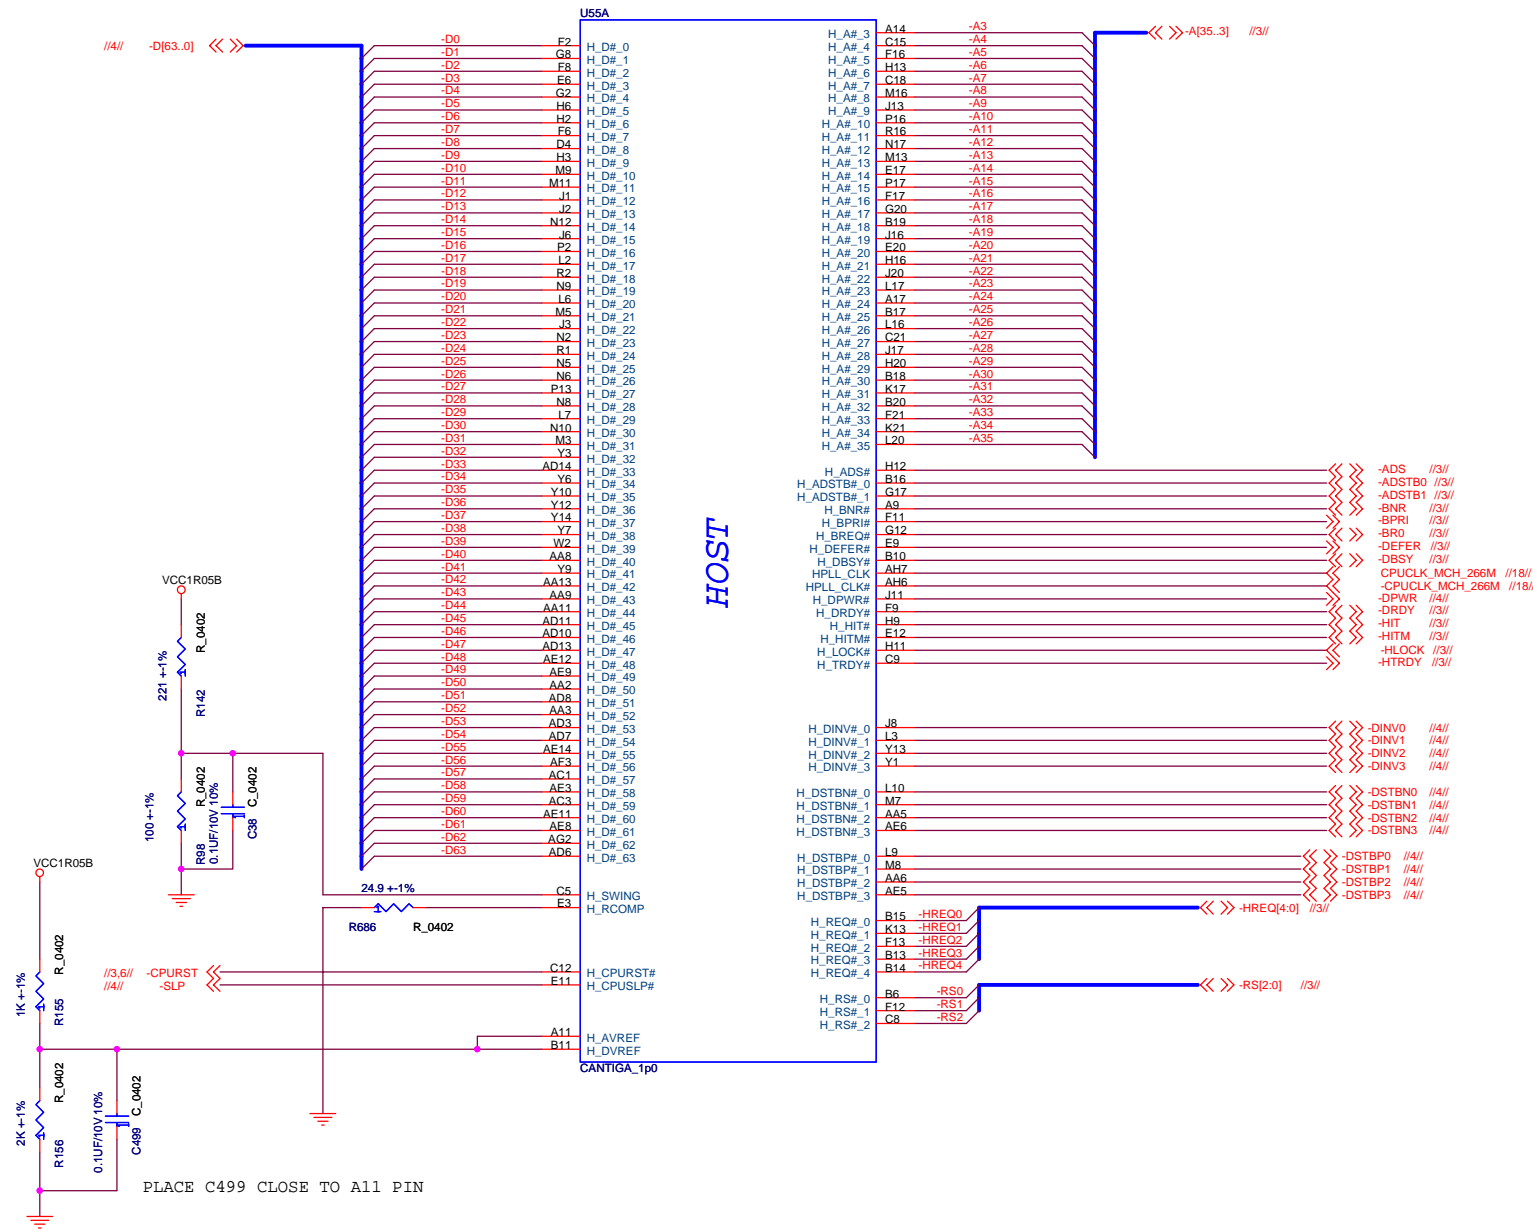 U55A
//4// -D[63..0]
-D0 F2 H_D#_0
-D1 G8 H_D#_1
-D2 F8 H_D#_2
-D3 E6 H_D#_3
-D4 G2 H_D#_4
-D5 H6 H_D#_5
-D6 H2 H_D#_6
-D7 F6 H_D#_7
-D8 D4 H_D#_8
-D9 H3 H_D#_9
-D10 M9 H_D#_10
-D11 M11 H_D#_11
-D12 J1 H_D#_12
-D13 J2 H_D#_13
-D14 N12 H_D#_14
-D15 J6 H_D#_15
-D16 P2 H_D#_16
-D17 L2 H_D#_17
-D18 R2 H_D#_18
-D19 N9 H_D#_19
-D20 L6 H_D#_20
-D21 M5 H_D#_21
-D22 J3 H_D#_22
-D23 N2 H_D#_23
-D24 R1 H_D#_24
-D25 N5 H_D#_25
-D26 N6 H_D#_26
-D27 P13 H_D#_27
-D28 N8 H_D#_28
-D29 L7 H_D#_29
-D30 N10 H_D#_30
-D31 M3 H_D#_31
-D32 Y3 H_D#_32
-D33 AD14 H_D#_33
-D34 Y6 H_D#_34
-D35 Y10 H_D#_35
-D36 Y12 H_D#_36
-D37 Y14 H_D#_37
-D38 Y7 H_D#_38
-D39 W2 H_D#_39
-D40 AA8 H_D#_40
-D41 Y9 H_D#_41
-D42 AA13 H_D#_42
-D43 AA9 H_D#_43
-D44 AA11 H_D#_44
-D45 AD11 H_D#_45
-D46 AD10 H_D#_46
-D47 AD13 H_D#_47
-D48 AE12 H_D#_48
-D49 AE9 H_D#_49
-D50 AA2 H_D#_50
-D51 AD8 H_D#_51
-D52 AA3 H_D#_52
-D53 AD3 H_D#_53
-D54 AD7 H_D#_54
-D55 AE14 H_D#_55
-D56 AF3 H_D#_56
-D57 AC1 H_D#_57
-D58 AE3 H_D#_58
-D59 AC3 H_D#_59
-D60 AE11 H_D#_60
-D61 AE8 H_D#_61
-D62 AG2 H_D#_62
-D63 AD6 H_D#_63
C5 H_SWING
E3 H_RCOMP
//3,6// -CPURST C12 H_CPURST#
//4// -SLP E11 H_CPUSLP#
A11 H_AVREF
B11 H_DVREF
CANTIGA_1p0
HOST
-A[35..3] //3//
H_A#_3 A14 -A3
H_A#_4 C15 -A4
H_A#_5 F16 -A5
H_A#_6 H13 -A6
H_A#_7 C18 -A7
H_A#_8 M16 -A8
H_A#_9 J13 -A9
H_A#_10 P16 -A10
H_A#_11 R16 -A11
H_A#_12 N17 -A12
H_A#_13 M13 -A13
H_A#_14 E17 -A14
H_A#_15 P17 -A15
H_A#_16 F17 -A16
H_A#_17 G20 -A17
H_A#_18 B19 -A18
H_A#_19 J16 -A19
H_A#_20 E20 -A20
H_A#_21 H16 -A21
H_A#_22 J20 -A22
H_A#_23 L17 -A23
H_A#_24 A17 -A24
H_A#_25 B17 -A25
H_A#_26 L16 -A26
H_A#_27 C21 -A27
H_A#_28 J17 -A28
H_A#_29 H20 -A29
H_A#_30 B18 -A30
H_A#_31 K17 -A31
H_A#_32 B20 -A32
H_A#_33 F21 -A33
H_A#_34 K21 -A34
H_A#_35 L20 -A35
H_ADS# H12 -ADS //3//
H_ADSTB#_0 B16 -ADSTB0 //3//
H_ADSTB#_1 G17 -ADSTB1 //3//
H_BNR# A9 -BNR //3//
H_BPRI# F11 -BPRI //3//
H_BREQ# G12 -BR0 //3//
H_DEFER# E9 -DEFER //3//
H_DBSY# B10 -DBSY //3//
HPLL_CLK AH7 CPUCLK_MCH_266M //18//
HPLL_CLK# AH6 -CPUCLK_MCH_266M //18//
H_DPWR# J11 -DPWR //4//
H_DRDY# F9 -DRDY //3//
H_HIT# H9 -HIT //3//
H_HITM# E12 -HITM //3//
H_LOCK# H11 -HLOCK //3//
H_TRDY# C9 -HTRDY //3//
H_DINV#_0 J8 -DINV0 //4//
H_DINV#_1 L3 -DINV1 //4//
H_DINV#_2 Y13 -DINV2 //4//
H_DINV#_3 Y1 -DINV3 //4//
H_DSTBN#_0 L10 -DSTBN0 //4//
H_DSTBN#_1 M7 -DSTBN1 //4//
H_DSTBN#_2 AA5 -DSTBN2 //4//
H_DSTBN#_3 AE6 -DSTBN3 //4//
H_DSTBP#_0 L9 -DSTBP0 //4//
H_DSTBP#_1 M8 -DSTBP1 //4//
H_DSTBP#_2 AA6 -DSTBP2 //4//
H_DSTBP#_3 AE5 -DSTBP3 //4//
H_REQ#_0 B15 -HREQ0
H_REQ#_1 K13 -HREQ1
H_REQ#_2 F13 -HREQ2
H_REQ#_3 B13 -HREQ3
H_REQ#_4 B14 -HREQ4
-HREQ[4:0] //3//
H_RS#_0 B6 -RS0
H_RS#_1 F12 -RS1
H_RS#_2 C8 -RS2
-RS[2:0] //3//
VCC1R05B
221 +-1%
R142
R_0402
100 +-1%
R98
R_0402
0.1UF/10V 10%
C38
C_0402
24.9 +-1%
R686 R_0402
VCC1R05B
1K +-1%
R155
R_0402
2K +-1%
R156
R_0402
0.1UF/10V 10%
C499
C_0402
PLACE C499 CLOSE TO A11 PIN